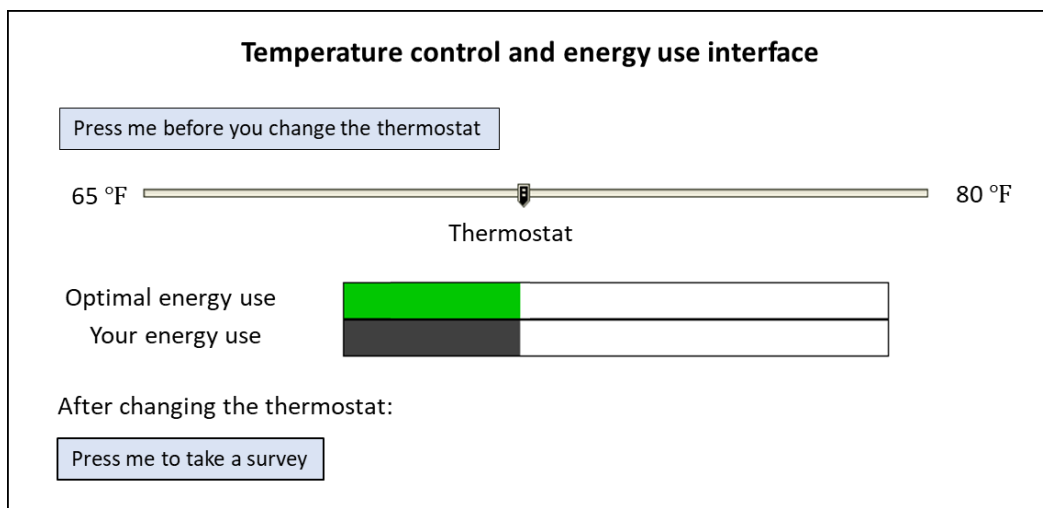 Temperature control and energy use interface
Press me before you change the thermostat
65 °F
80 °F
Thermostat
Optimal energy use
Your energy use
After changing the thermostat:
Press me to take a survey